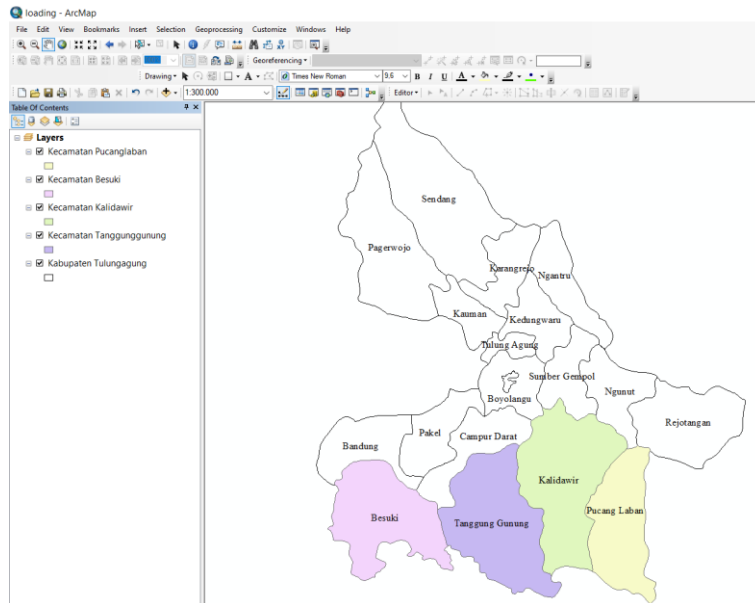 loading - ArcMap
File Edit View Bookmarks Insert Selection Geoprocessing Customize Windows Help
Georeferencing
Drawing A Times New Roman 9,6 B I U A
1:300.000 Editor
Table Of Contents
Layers
Kecamatan Pucanglaban
Kecamatan Besuki
Kecamatan Kalidawir
Kecamatan Tanggunggunung
Kabupaten Tulungagung
Sendang
Pagerwojo
Karangrejo
Ngantru
Kauman
Kedungwaru
Tulung Agung
Sumber Gempol
Ngunut
Boyolangu
Rejotangan
Pakel
Campur Darat
Bandung
Kalidawir
Pucang Laban
Besuki
Tanggung Gunung